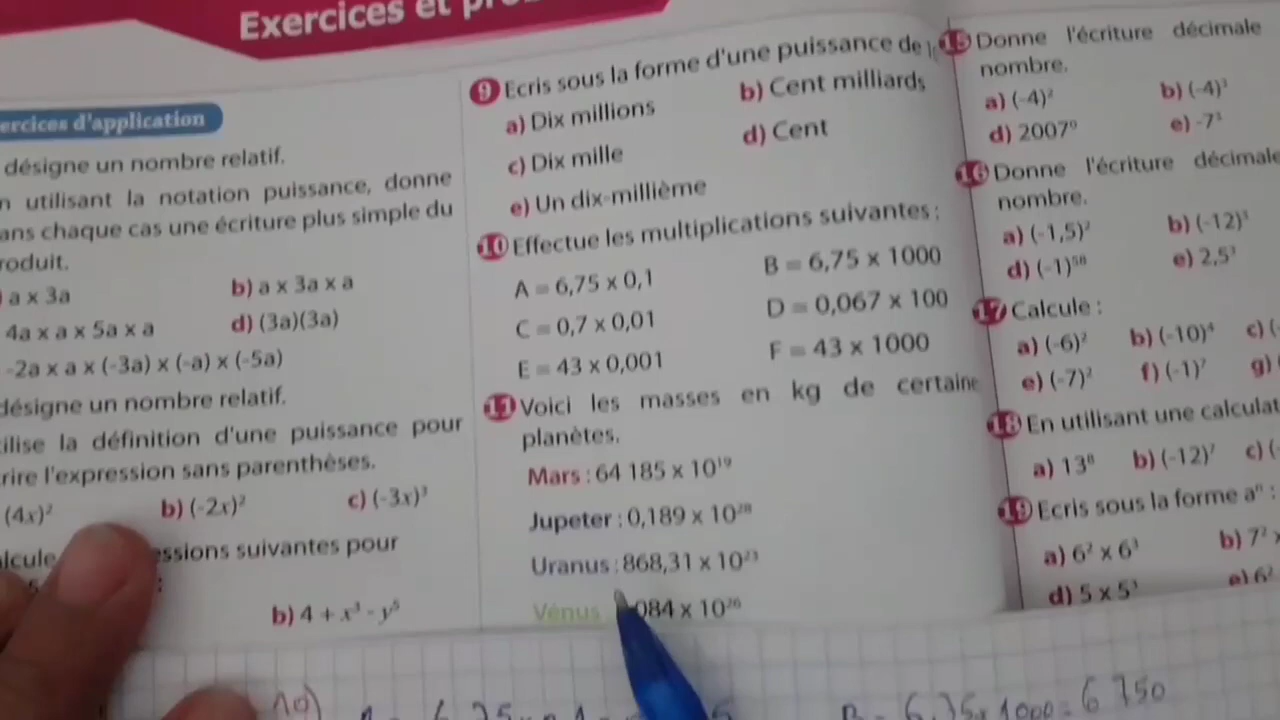 Exercices et
ercices d'application
désigne un nombre relatif.
n utilisant la notation puissance, donne
ans chaque cas une écriture plus simple du
roduit.
a x 3a
b) a x 3a x a
4a x a x 5a x a
d) (3a)(3a)
-2a x a x (-3a) x (-a) x (-5a)
désigne un nombre relatif.
ilise la définition d'une puissance pour
rire l'expression sans parenthèses.
(4x)²
b) (-2x)²
c) (-3x)³
essions suivantes pour
b) 4 + x³ - y⁵
9 Ecris sous la forme d'une puissance de
a) Dix millions
b) Cent milliards
c) Dix mille
d) Cent
e) Un dix-millième
10 Effectue les multiplications suivantes :
A = 6,75 x 0,1
B = 6,75 x 1000
C = 0,7 x 0,01
D = 0,067 x 100
E = 43 x 0,001
F = 43 x 1000
11 Voici les masses en kg de certaine
planètes.
Mars : 64 185 x 10¹⁹
Jupeter : 0,189 x 10²⁸
Uranus : 868,31 x 10²³
Vénus : 084 x 10²⁶
15 Donne l'écriture décimale
nombre.
a) (-4)²
b) (-4)³
d) 2007⁰
e) -7³
16 Donne l'écriture décimale
nombre.
a) (-1,5)²
b) (-12)³
d) (-1)⁵⁸
e) 2,5³
17 Calcule :
a) (-6)²
b) (-10)⁴
c) (
e) (-7)²
f) (-1)⁷
g)
18 En utilisant une calculat
a) 13⁸
b) (-12)⁷
c) (-
19 Ecris sous la forme aⁿ :
a) 6² x 6³
b) 7² x
d) 5 x 5³
e) 6²
10)
B = 6,75 x 1000 = 6 750